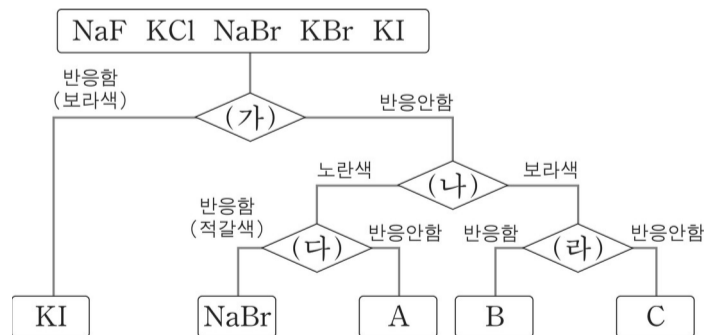 NaF KCl NaBr KBr KI
반응함
(보라색)
(가)
반응안함
노란색
(나)
보라색
반응함
(적갈색)
(다)
반응안함
반응함
(라)
반응안함
KI
NaBr
A
B
C